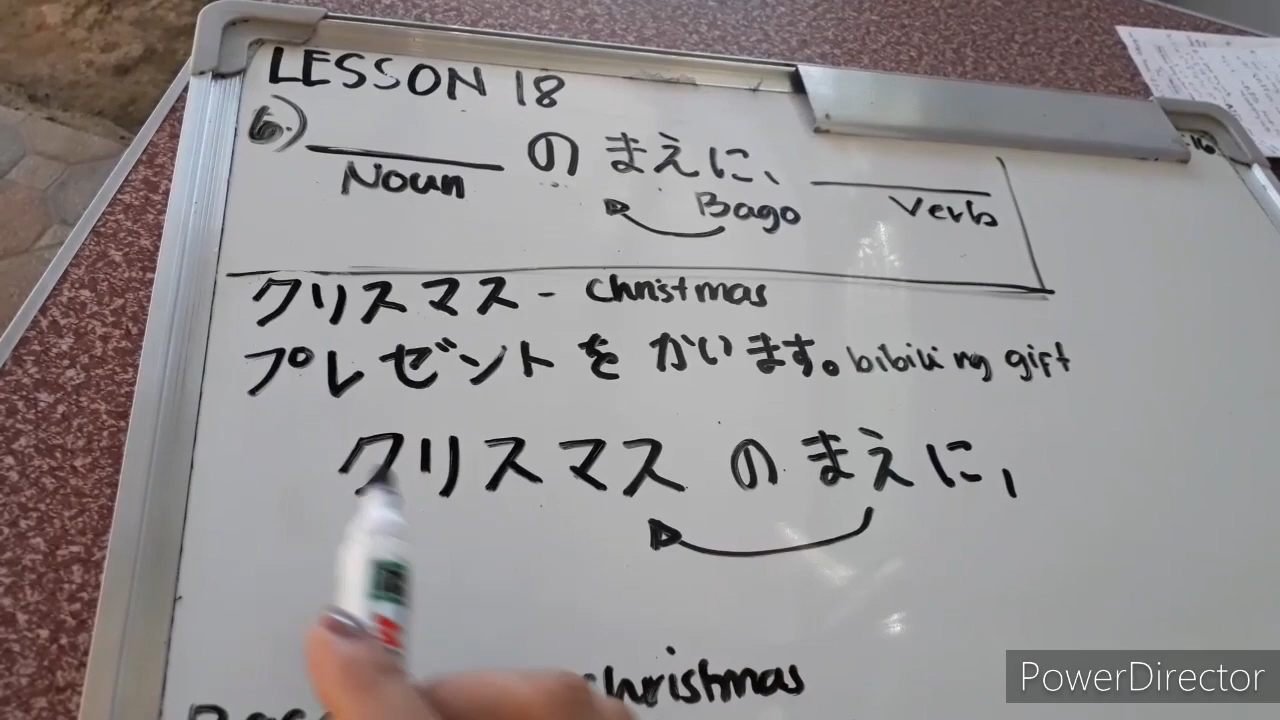 LESSON 18
6.) ______ の まえに、 ______
Noun Bago Verb
クリスマス - christmas
プレゼントを かいます。bibili ng gift
クリスマス の まえに、
christmas
PowerDirector